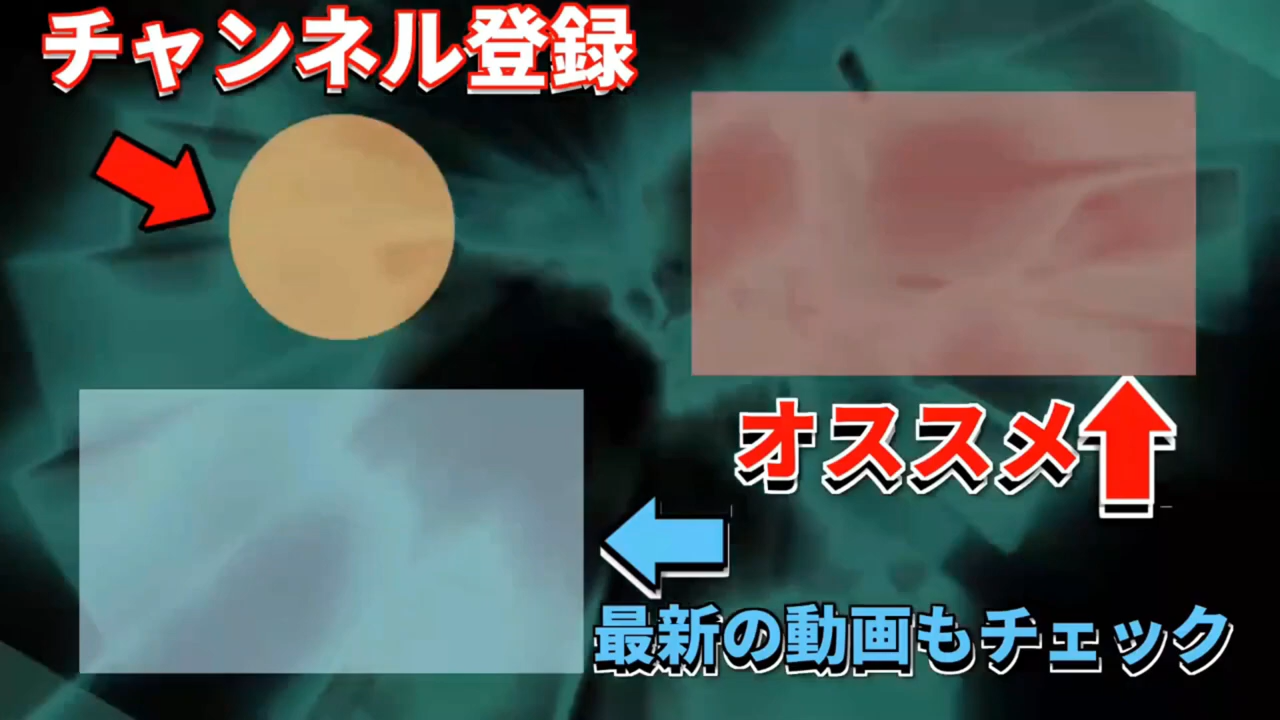 チャンネル登録
オススメ
最新の動画もチェック